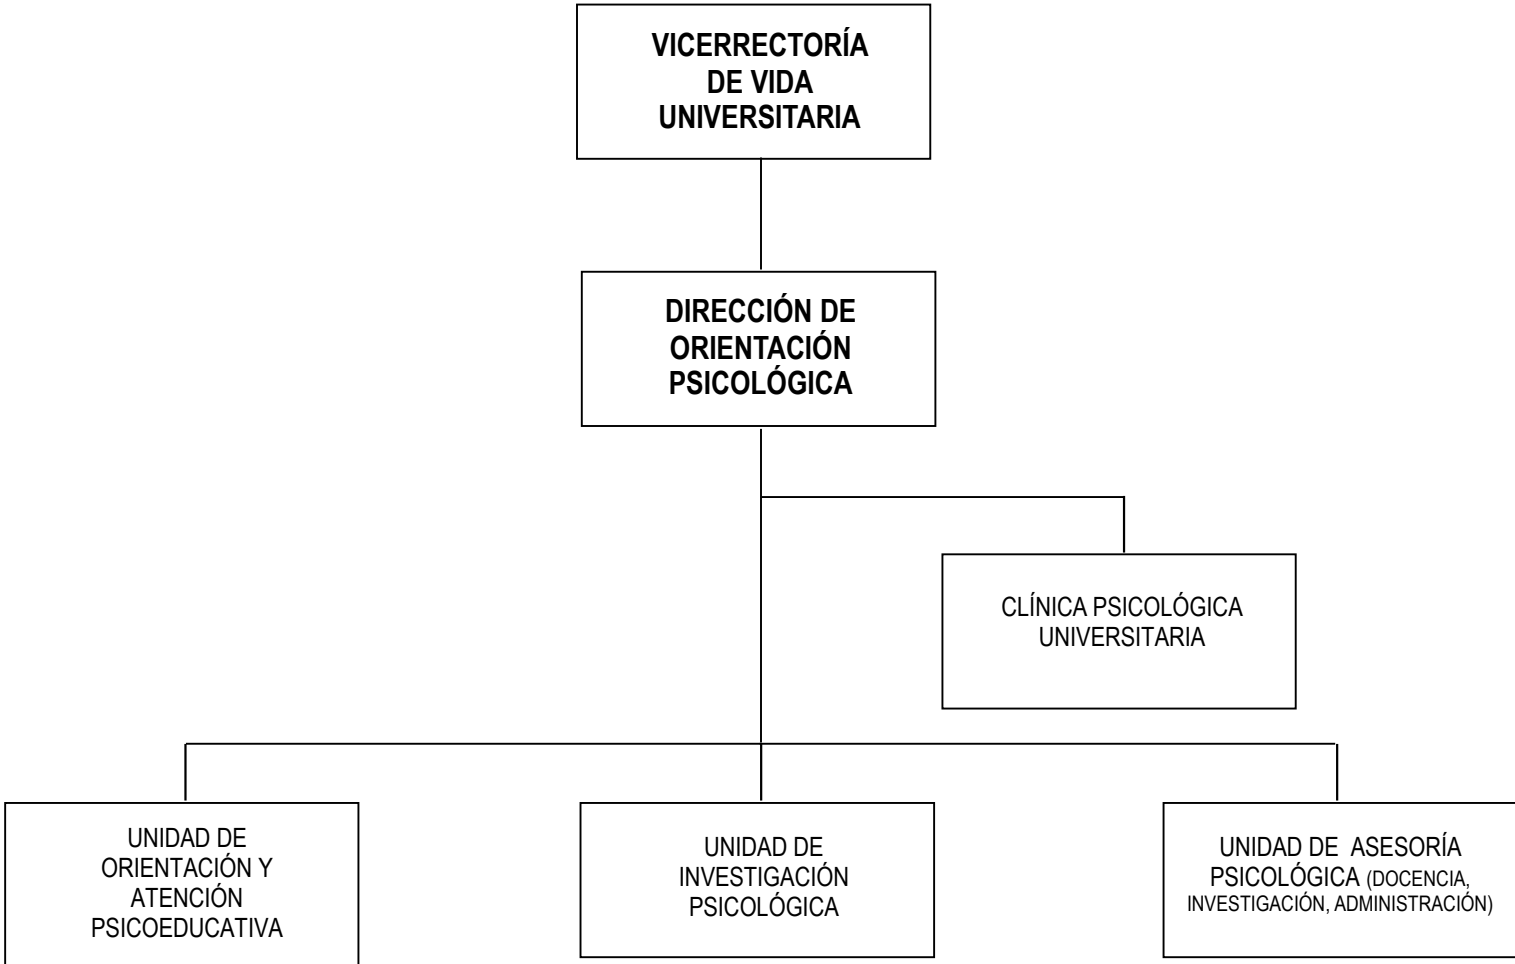 VICERRECTORÍA
DE VIDA
UNIVERSITARIA
DIRECCIÓN DE
ORIENTACIÓN
PSICOLÓGICA
CLÍNICA PSICOLÓGICA
UNIVERSITARIA
UNIDAD DE
ORIENTACIÓN Y
ATENCIÓN
PSICOEDUCATIVA
UNIDAD DE
INVESTIGACIÓN
PSICOLÓGICA
UNIDAD DE  ASESORÍA
PSICOLÓGICA (DOCENCIA,
INVESTIGACIÓN, ADMINISTRACIÓN)